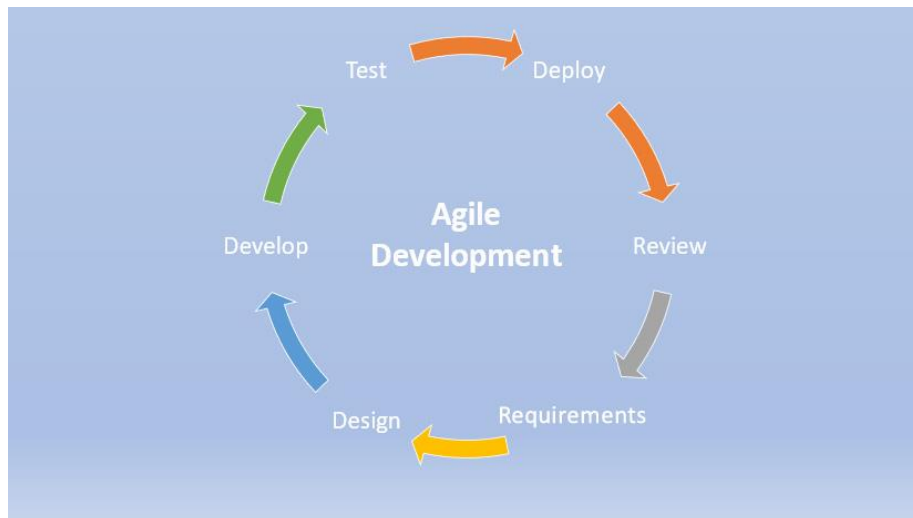 Test
Deploy
Agile
Development
Develop
Review
Design
Requirements